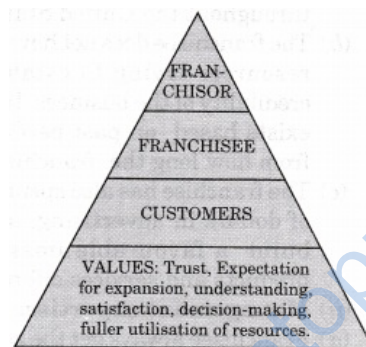 FRAN-
CHISOR
FRANCHISEE
CUSTOMERS
VALUES: Trust, Expectation
for expansion, understanding,
satisfaction, decision-making,
fuller utilisation of resources.